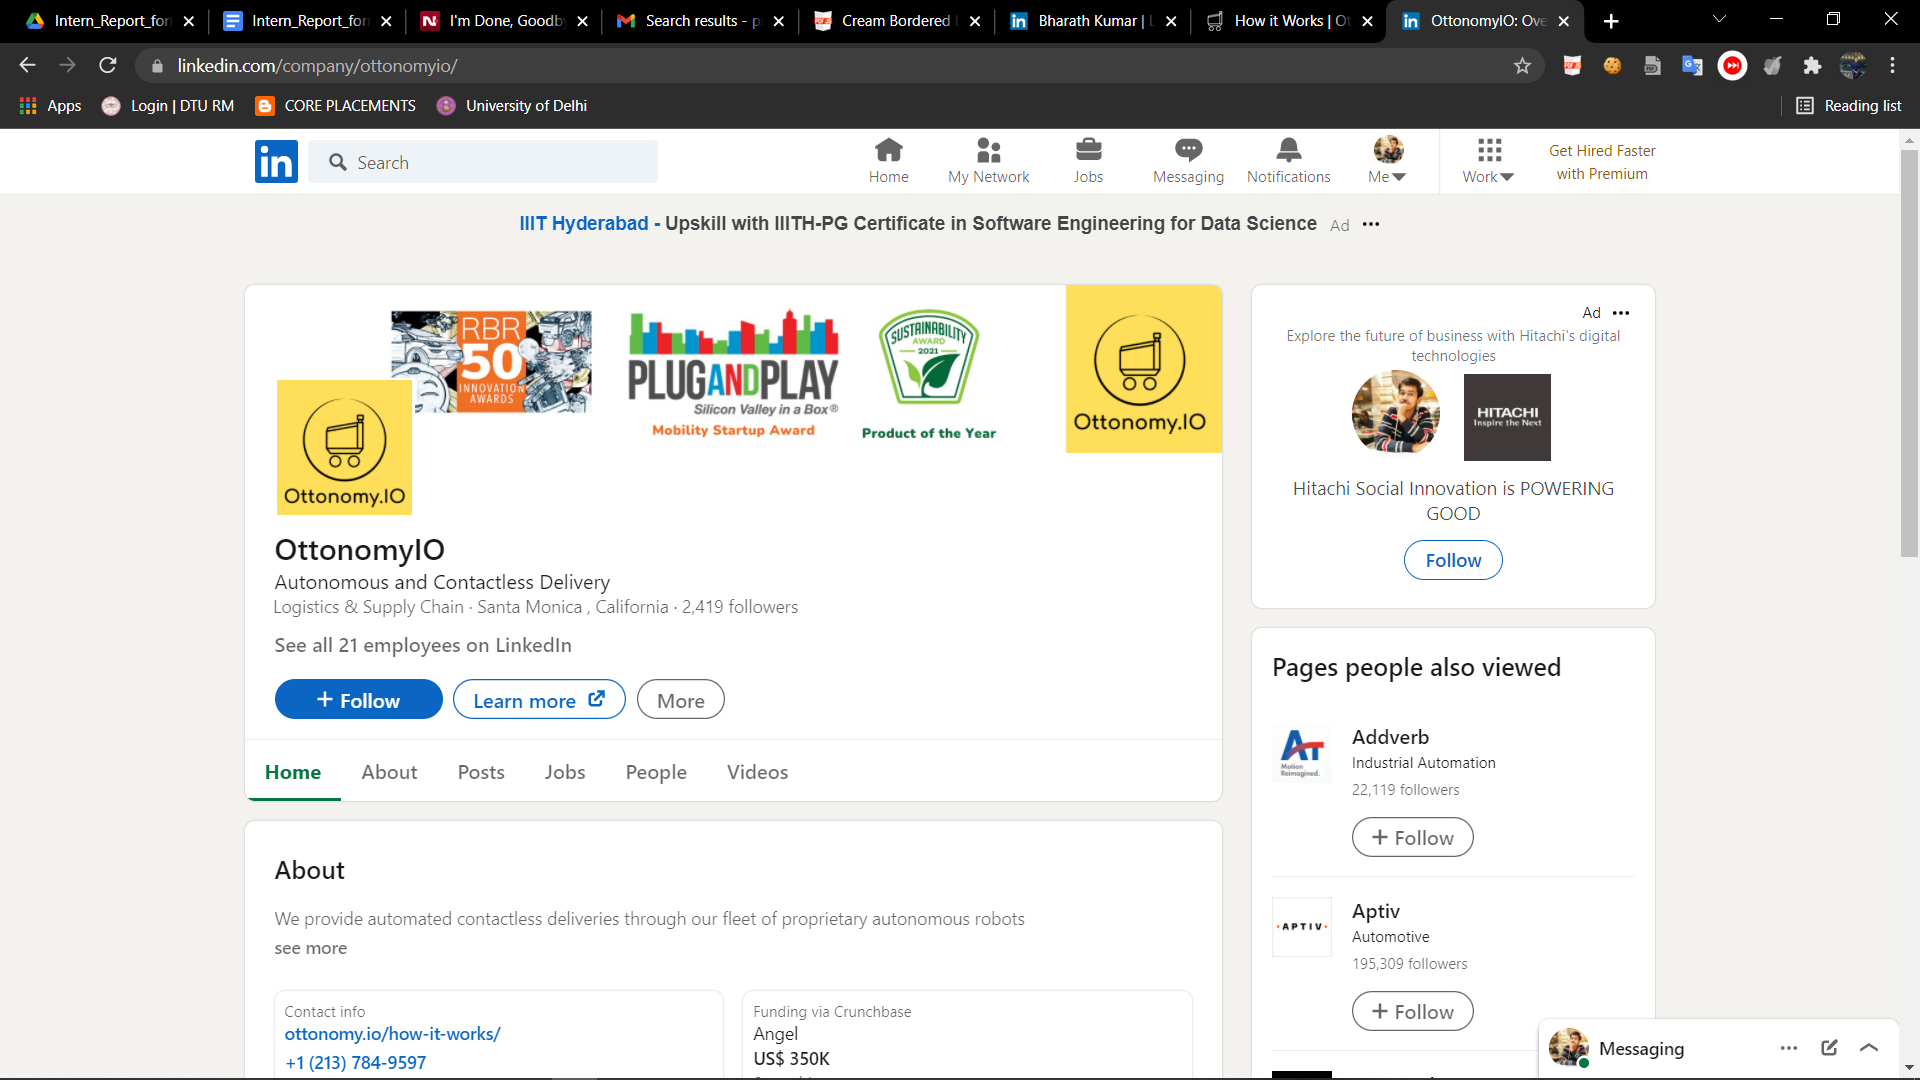 Intern_Report_for
Intern_Report_for
I'm Done, Goodb
Search results - p
Cream Bordered
Bharath Kumar |
How it Works | Ot
OttonomyIO: Ove
linkedin.com/company/ottonomyio/
Apps
Login | DTU RM
CORE PLACEMENTS
University of Delhi
Reading list
in
Search
Home
My Network
Jobs
Messaging
Notifications
Me
Work
Get Hired Faster
with Premium
IIIT Hyderabad - Upskill with IIITH-PG Certificate in Software Engineering for Data Science Ad
RBR
50
INNOVATION
AWARDS
PLUGANDPLAY
Silicon Valley in a Box®
Mobility Startup Award
SUSTAINABILITY
AWARD
2021
Product of the Year
Ottonomy.IO
Ottonomy.IO
OttonomyIO
Autonomous and Contactless Delivery
Logistics & Supply Chain · Santa Monica , California · 2,419 followers
See all 21 employees on LinkedIn
+ Follow
Learn more
More
Home
About
Posts
Jobs
People
Videos
About
We provide automated contactless deliveries through our fleet of proprietary autonomous robots
see more
Contact info
ottonomy.io/how-it-works/
+1 (213) 784-9597
Funding via Crunchbase
Angel
US$ 350K
Ad
Explore the future of business with Hitachi's digital
technologies
HITACHI
Inspire the Next
Hitachi Social Innovation is POWERING
GOOD
Follow
Pages people also viewed
Motion
Reimagined.
Addverb
Industrial Automation
22,119 followers
+ Follow
· APTIV ·
Aptiv
Automotive
195,309 followers
+ Follow
Messaging